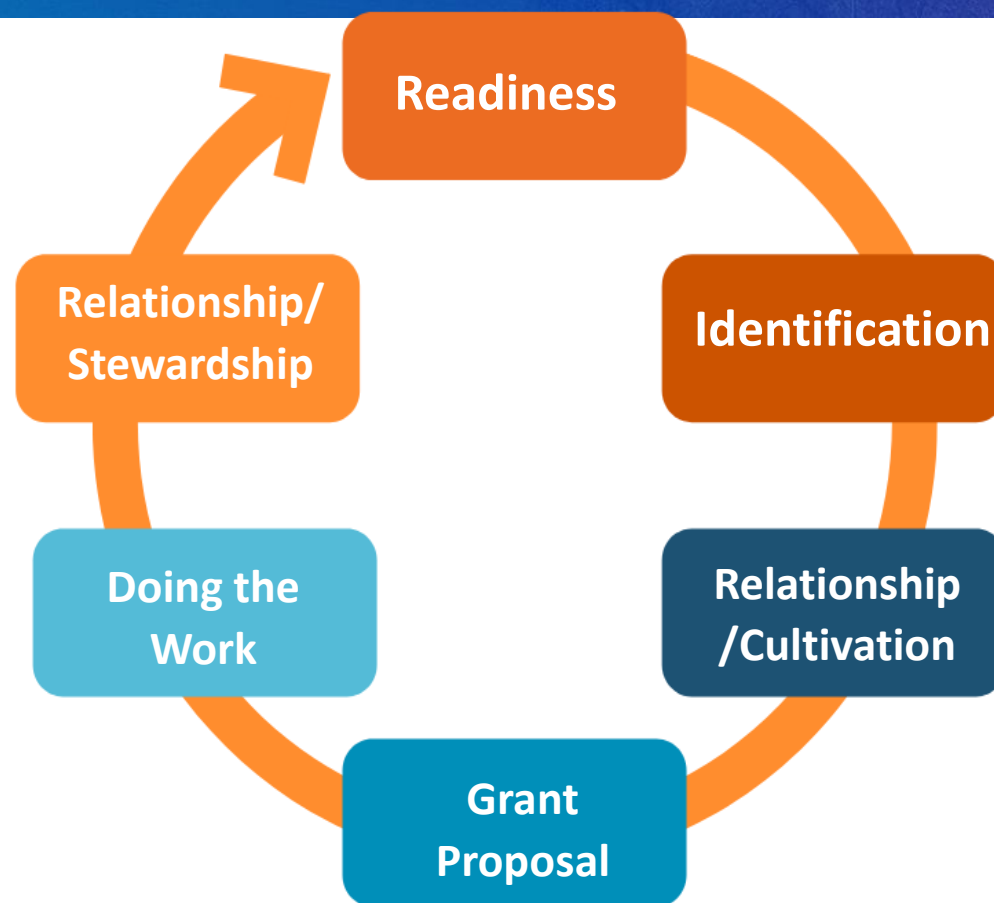 Readiness
Identification
Relationship
/Cultivation
Grant
Proposal
Doing the
Work
Relationship/
Stewardship